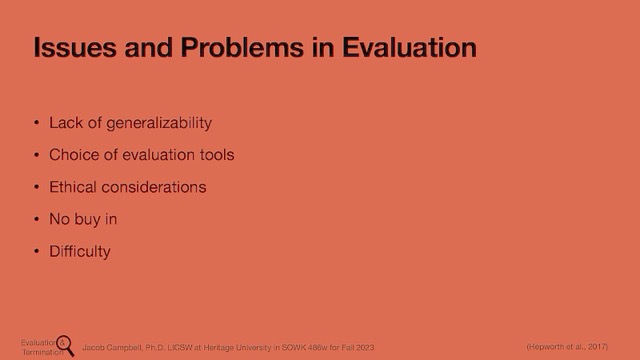 Issues and Problems in Evaluation
• Lack of generalizability
• Choice of evaluation tools
• Ethical considerations
• No buy in
• Difficulty
Evaluation &
Termination
Jacob Campbell, Ph.D. LICSW at Heritage University in SOWK 486w for Fall 2023
(Hepworth et al., 2017)